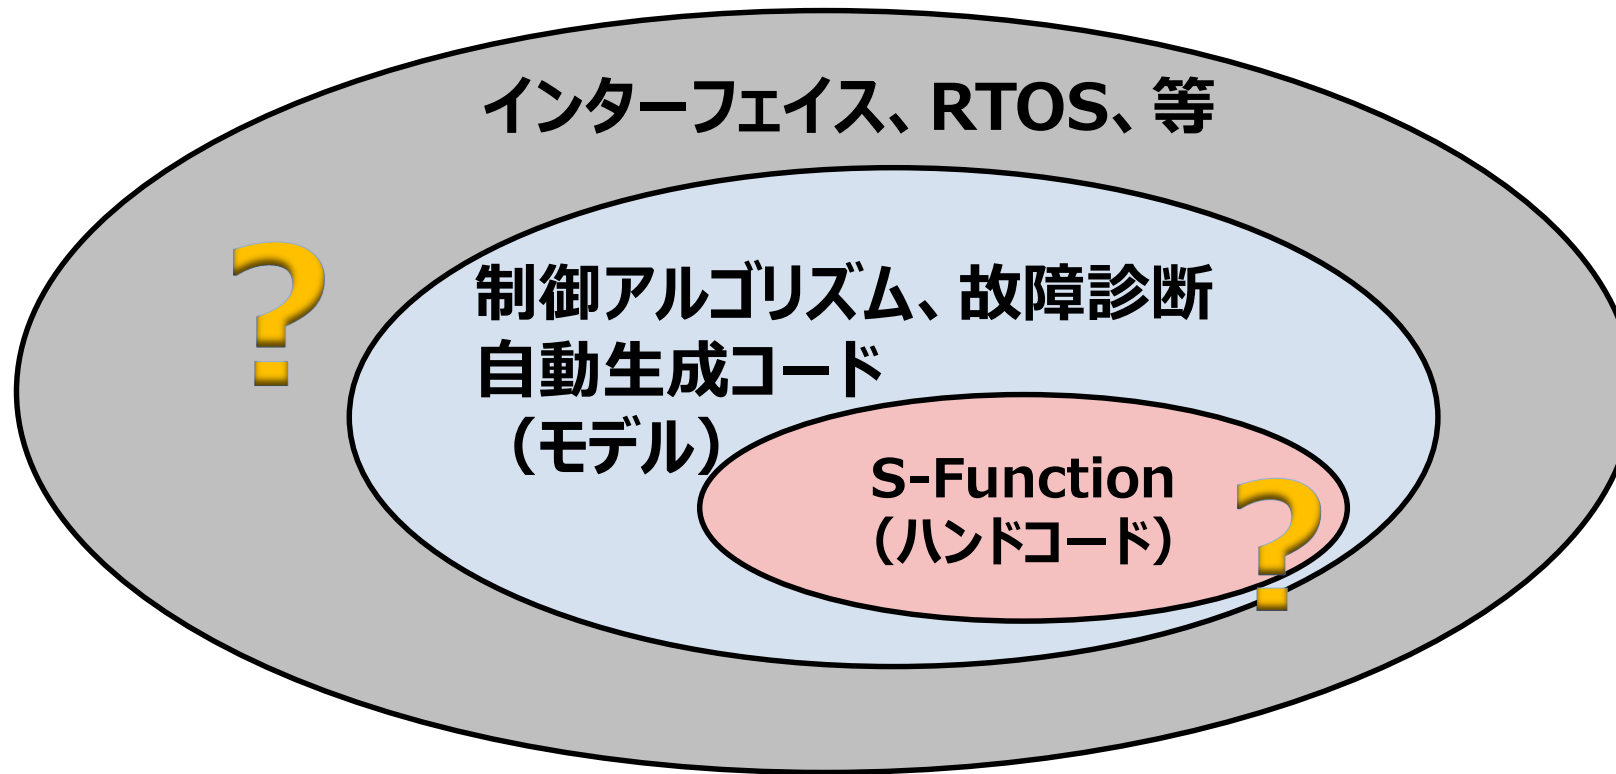 インターフェイス、RTOS、等
?
制御アルゴリズム、故障診断
自動生成コード
（モデル）
S-Function
（ハンドコード）
?